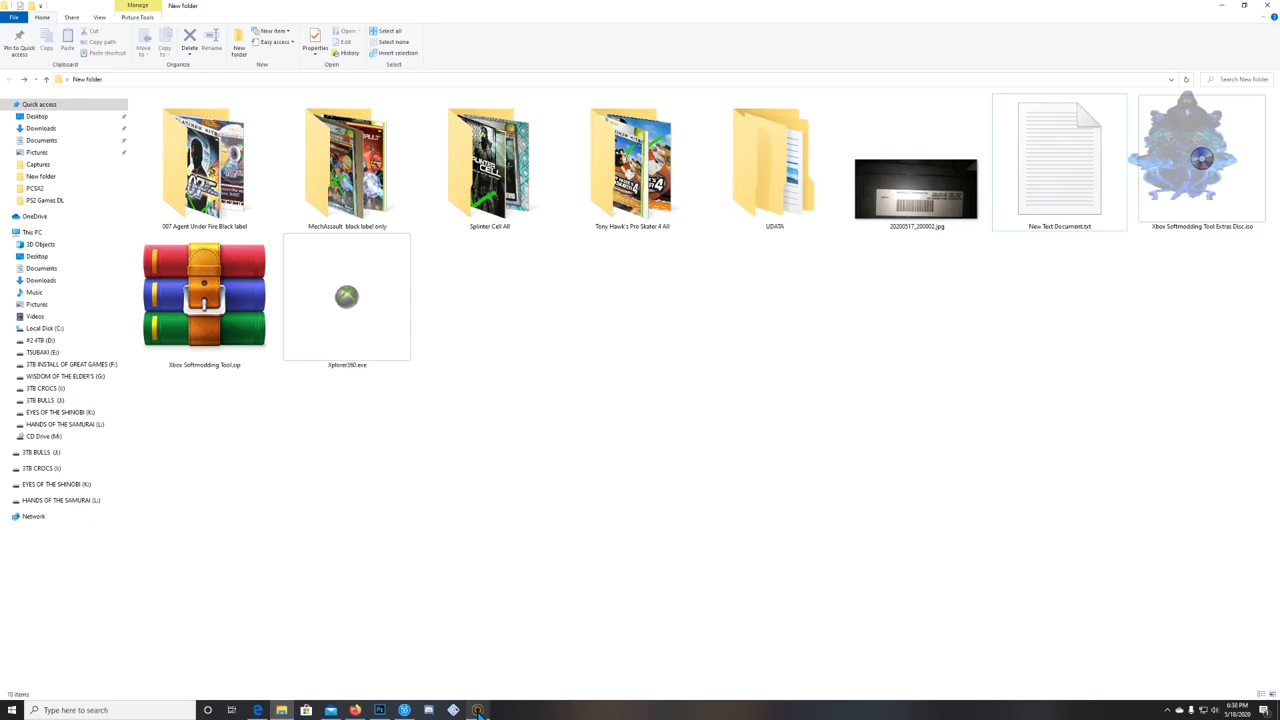 Manage
New folder
File
Home
Share
View
Picture Tools
Pin to Quick access
Copy
Paste
Cut
Copy path
Paste shortcut
Clipboard
Move to
Copy to
Delete
Rename
Organize
New folder
New item
Easy access
New
Properties
Open
Edit
History
Open
Select all
Select none
Invert selection
Select
New folder
Search New folder
Quick access
Desktop
Downloads
Documents
Pictures
Captures
New folder
PCSX2
PS2 Games DL
OneDrive
This PC
3D Objects
Desktop
Documents
Downloads
Music
Pictures
Videos
Local Disk (C:)
#2 4TB (D:)
TSUBAKI (E:)
3TB INSTALL OF GREAT GAMES (F:)
WISDOM OF THE ELDER'S (G:)
3TB CROCS (I:)
3TB BULLS (J:)
EYES OF THE SHINOBI (K:)
HANDS OF THE SAMURAI (L:)
CD Drive (M:)
3TB BULLS (J:)
3TB CROCS (I:)
EYES OF THE SHINOBI (K:)
HANDS OF THE SAMURAI (L:)
Network
007 Agent Under Fire Black label
MechAssault black label only
Splinter Cell All
Tony Hawk's Pro Skater 4 All
UDATA
20200517_200002.jpg
New Text Document.txt
Xbox Softmodding Tool Extras Disc.iso
Xbox Softmodding Tool.zip
Xplorer360.exe
10 items
Type here to search
6:38 PM
5/18/2020